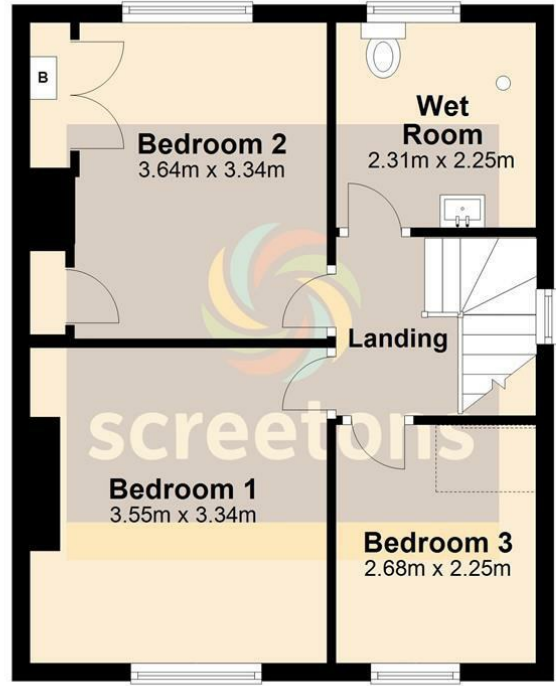 B
Bedroom 2
3.64m x 3.34m
Wet
Room
2.31m x 2.25m
Landing
screetons
Bedroom 1
3.55m x 3.34m
Bedroom 3
2.68m x 2.25m